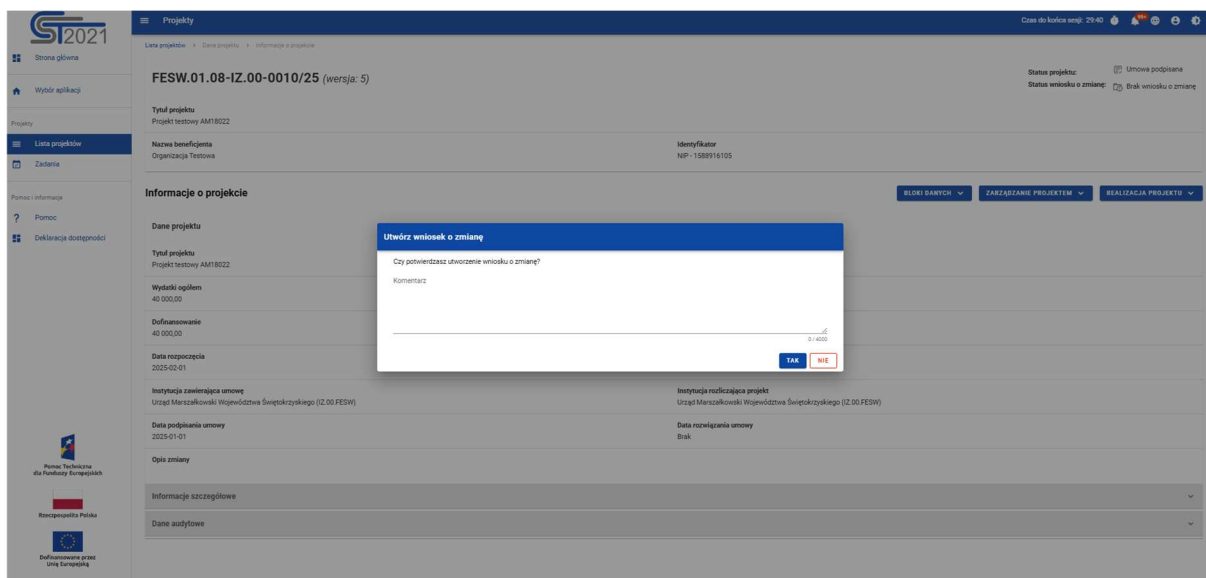 CST2021
Projekty
Czas do końca sesji: 29:40
99+
Strona główna
Wybór aplikacji
Projekty
Lista projektów
Zadania
Pomoc i informacje
Pomoc
Deklaracja dostępności
Lista projektów > Dane projektu > Informacje o projekcie
FESW.01.08-IZ.00-0010/25 (wersja: 5)
Status projektu: Umowa podpisana
Status wniosku o zmianę: Brak wniosku o zmianę
Tytuł projektu
Projekt testowy AM18022
Nazwa beneficjenta
Organizacja Testowa
Identyfikator
NIP - 1588916105
Informacje o projekcie
BLOKI DANYCH
ZARZĄDZANIE PROJEKTEM
REALIZACJA PROJEKTU
Dane projektu
Tytuł projektu
Projekt testowy AM18022
Wydatki ogółem
40 000,00
Dofinansowanie
40 000,00
Data rozpoczęcia
2025-02-01
Utwórz wniosek o zmianę
Czy potwierdzasz utworzenie wniosku o zmianę?
Komentarz
0 / 4000
TAK
NIE
Instytucja zawierająca umowę
Urząd Marszałkowski Województwa Świętokrzyskiego (IZ.00.FESW)
Instytucja rozliczająca projekt
Urząd Marszałkowski Województwa Świętokrzyskiego (IZ.00.FESW)
Data podpisania umowy
2025-01-01
Data rozwiązania umowy
Brak
Opis zmiany
Informacje szczegółowe
Dane audytowe
Pomoc Techniczna
dla Funduszy Europejskich
Rzeczpospolita Polska
Dofinansowane przez
Unię Europejską